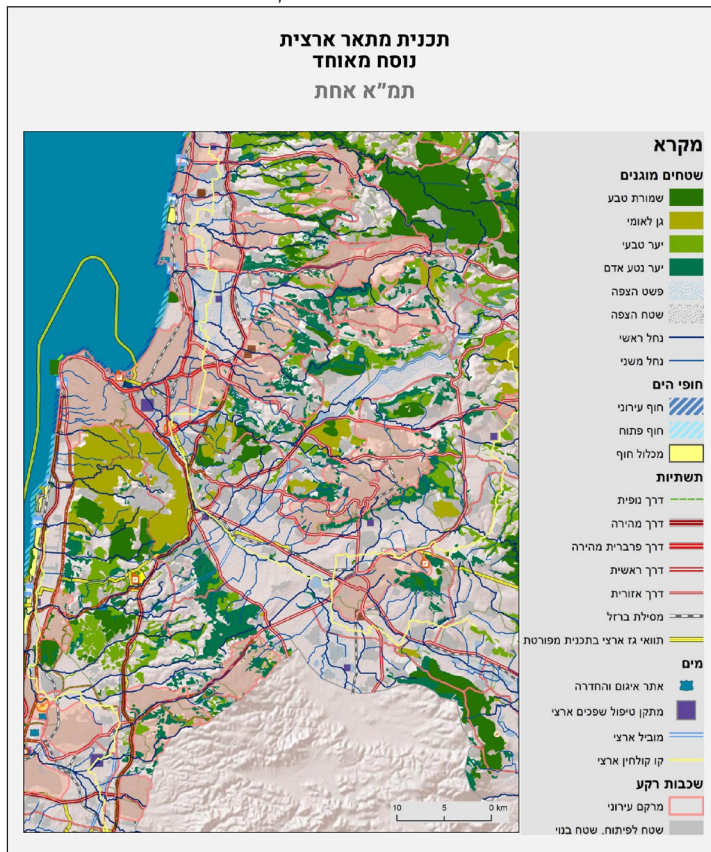 תכנית מתאר ארצית
נוסח מאוחד
תמ"א אחת
מקרא
שטחים מוגנים
שמורת טבע
גן לאומי
יער טבעי
יער נטע אדם
פשט הצפה
שטח הצפה
נחל ראשי
נחל משני
חופי הים
חוף עירוני
חוף פתוח
מכלול חוף
תשתיות
דרך נופית
דרך מהירה
דרך פרברית מהירה
דרך ראשית
דרך אזורית
מסילת ברזל
תוואי גז ארצי בתכנית מפורטת
מים
אתר איגום והחדרה
מתקן טיפול שפכים ארצי
מוביל ארצי
קו קולחין ארצי
שכבות רקע
מרקם עירוני
שטח לפיתוח, שטח בנוי
10 5 0 km